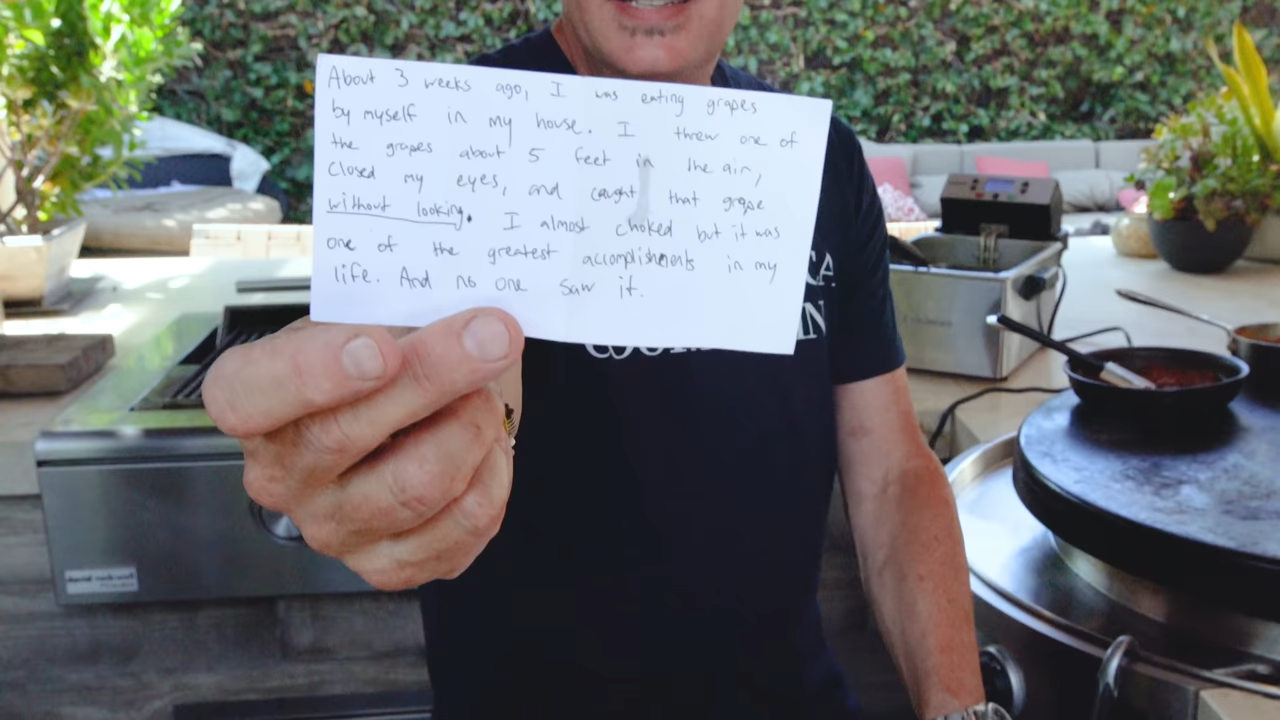 About 3 weeks ago, I was eating grapes
by myself in my house. I threw one of
the grapes about 5 feet in the air,
closed my eyes, and caught that grape
without looking. I almost choked but it was
one of the greatest accomplishments in my
life. And no one saw it.